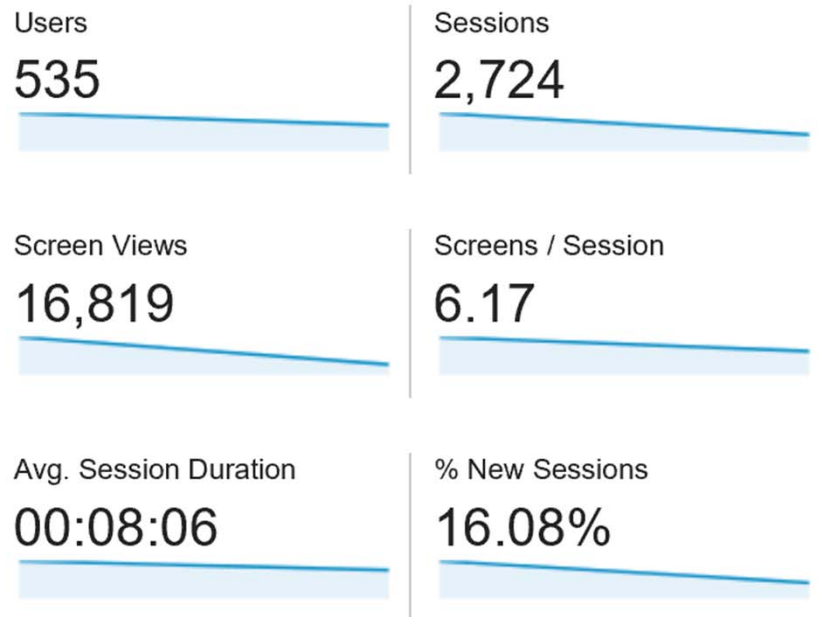 Users
535
Sessions
2,724
Screen Views
16,819
Screens / Session
6.17
Avg. Session Duration
00:08:06
% New Sessions
16.08%